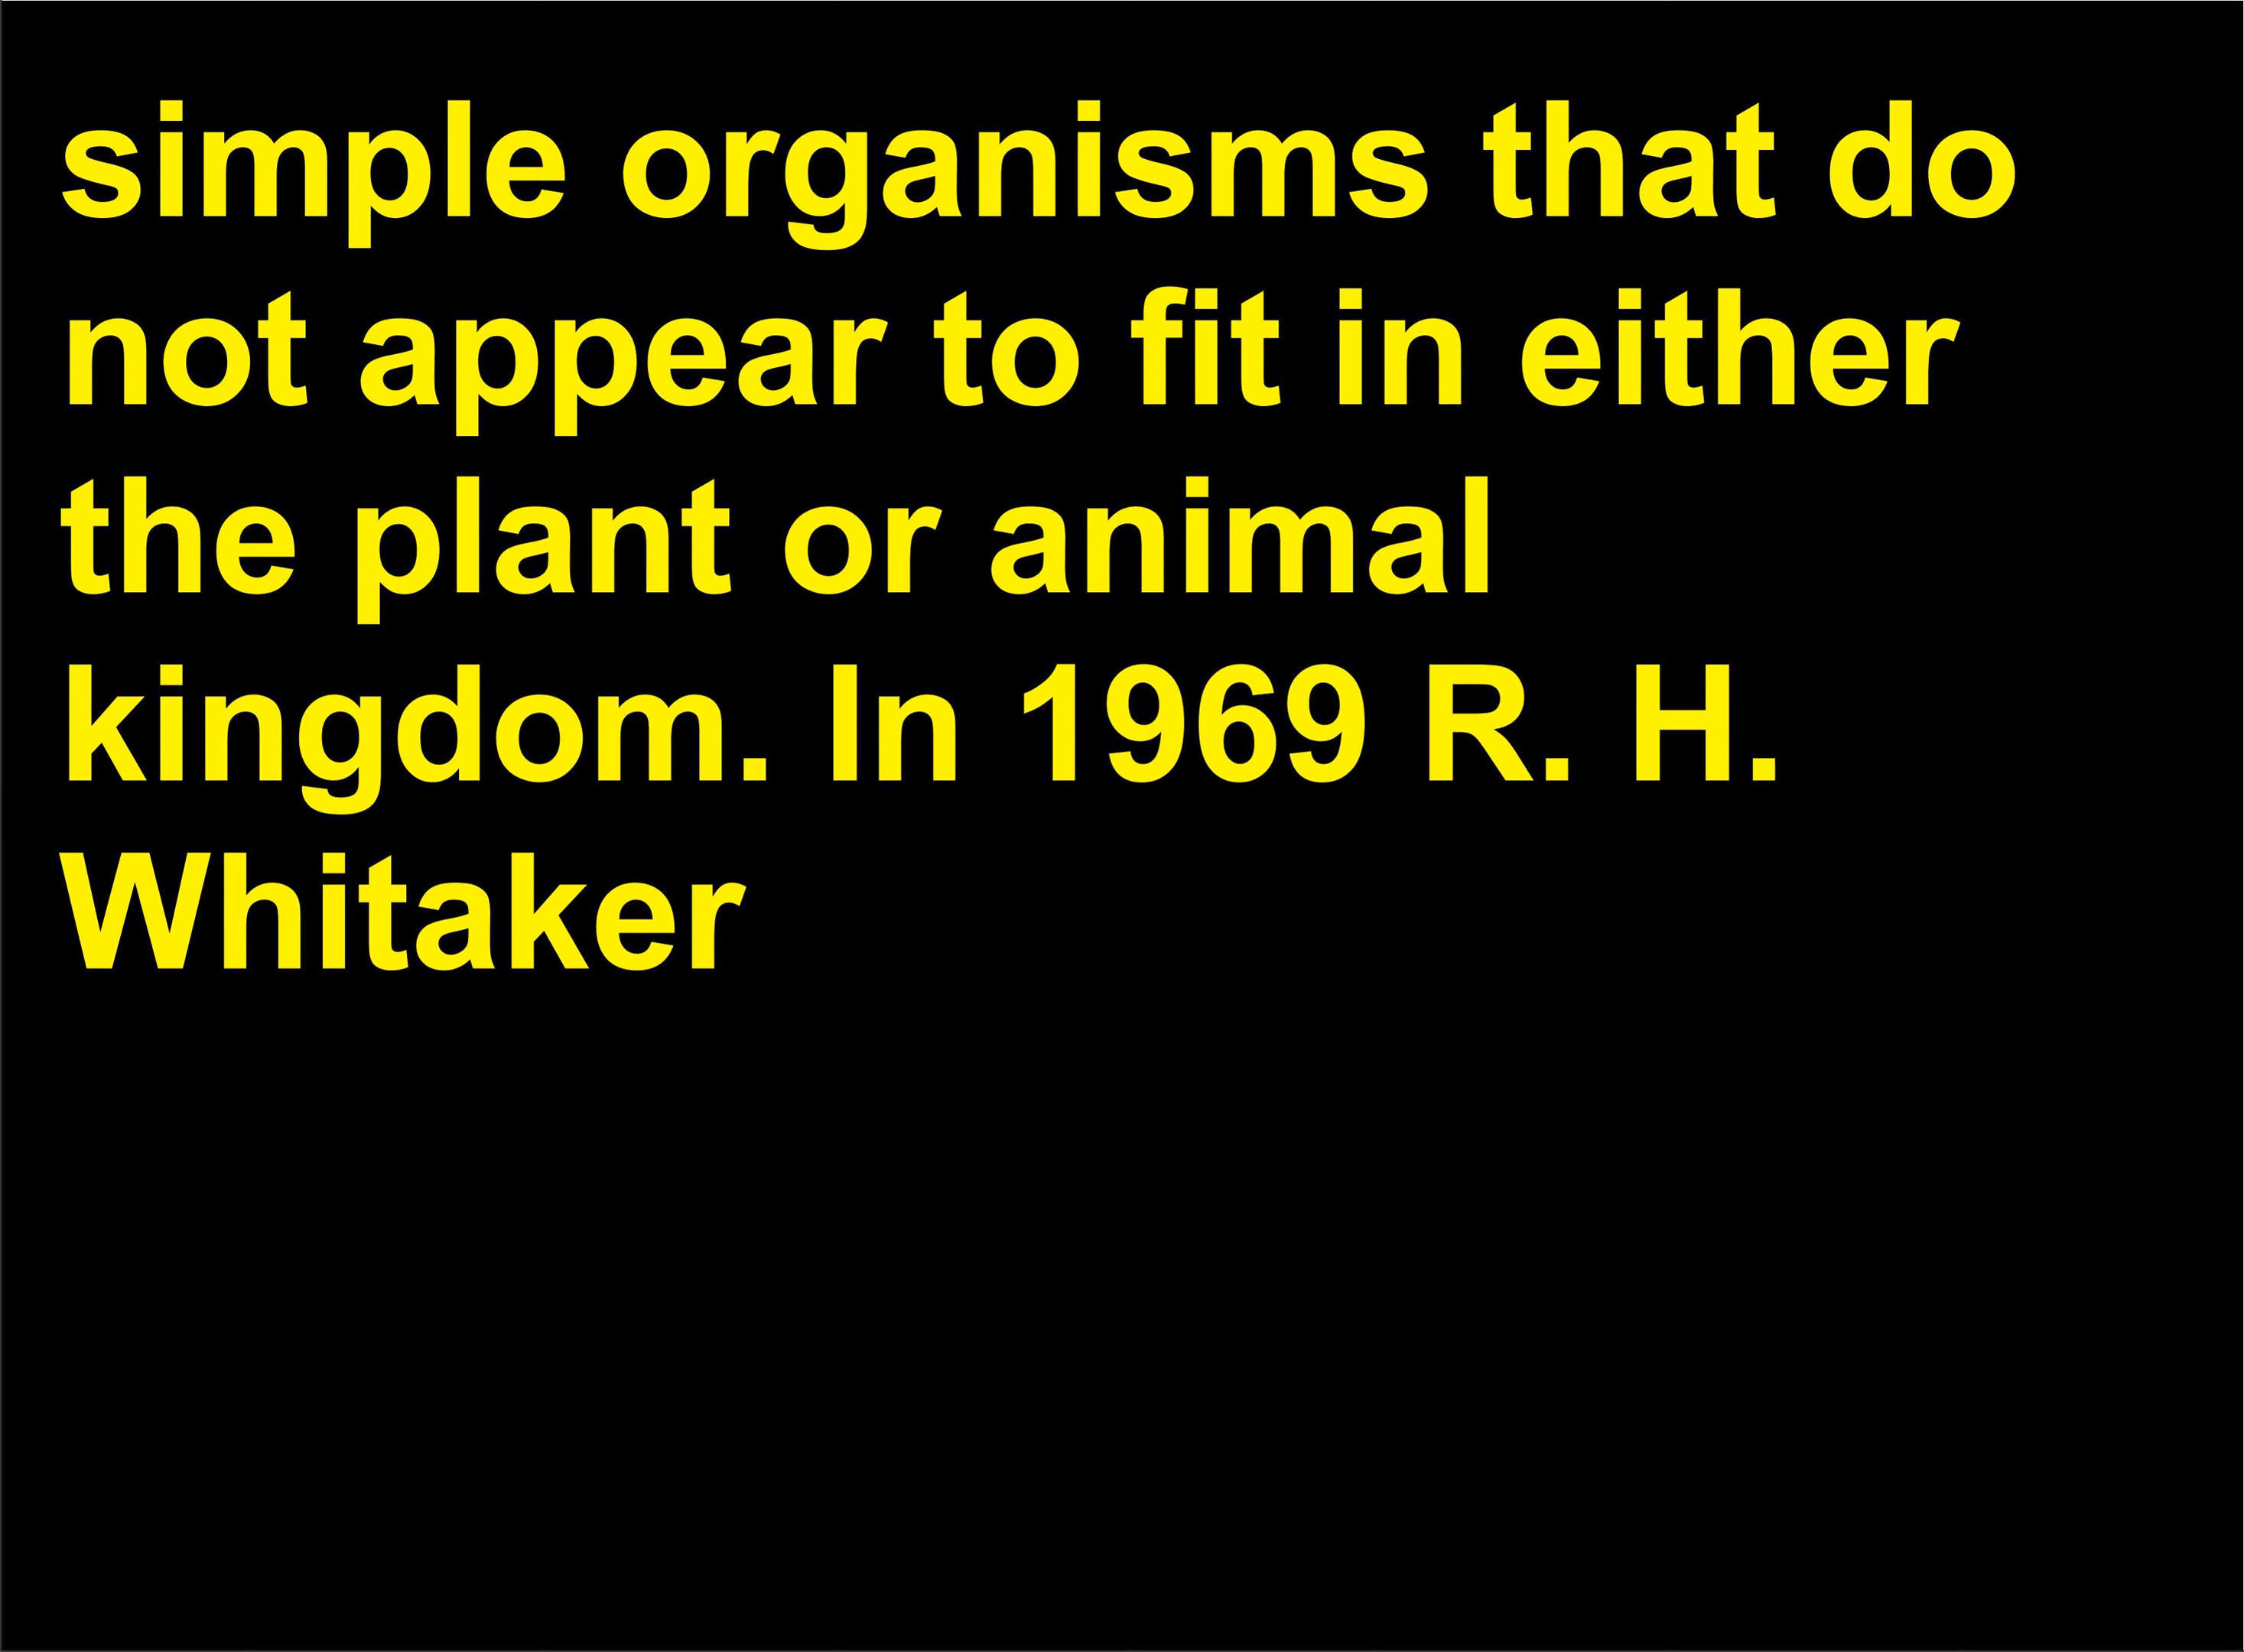 simple organisms that do
not appear to fit in either
the plant or animal
kingdom. In 1969 R. H.
Whitaker